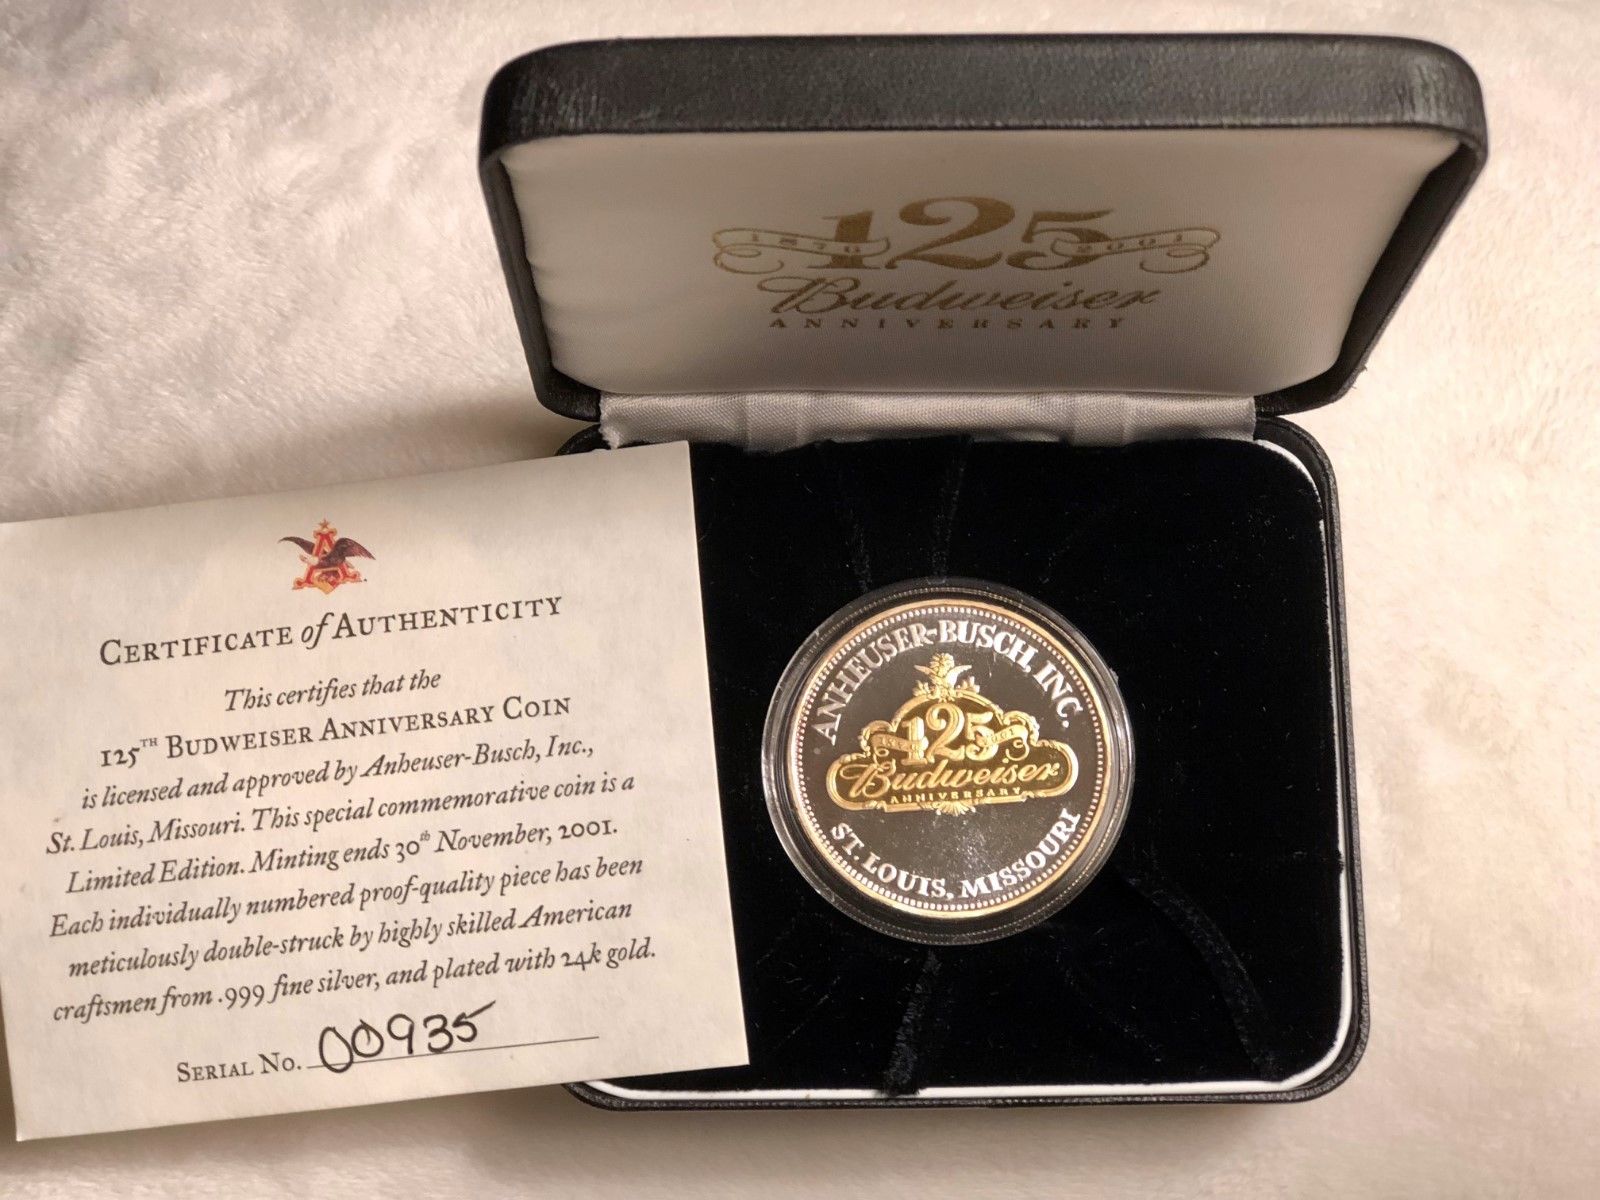 1876 125 2001
Budweiser
ANNIVERSARY
CERTIFICATE of AUTHENTICITY
This certifies that the
125TH BUDWEISER ANNIVERSARY COIN
is licensed and approved by Anheuser-Busch, Inc.,
St. Louis, Missouri. This special commemorative coin is a
Limited Edition. Minting ends 30th November, 2001.
Each individually numbered proof-quality piece has been
meticulously double-struck by highly skilled American
craftsmen from .999 fine silver, and plated with 24k gold.
SERIAL NO. 00935
ANHEUSER-BUSCH, INC.
1876 125 2001
Budweiser
ANNIVERSARY
ST. LOUIS, MISSOURI